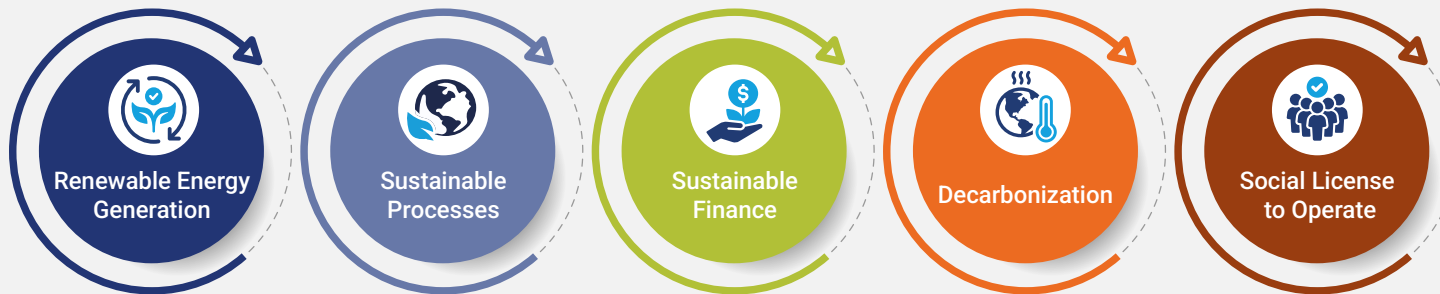 Renewable Energy
Generation
Sustainable
Processes
Sustainable
Finance
Decarbonization
Social License
to Operate
$